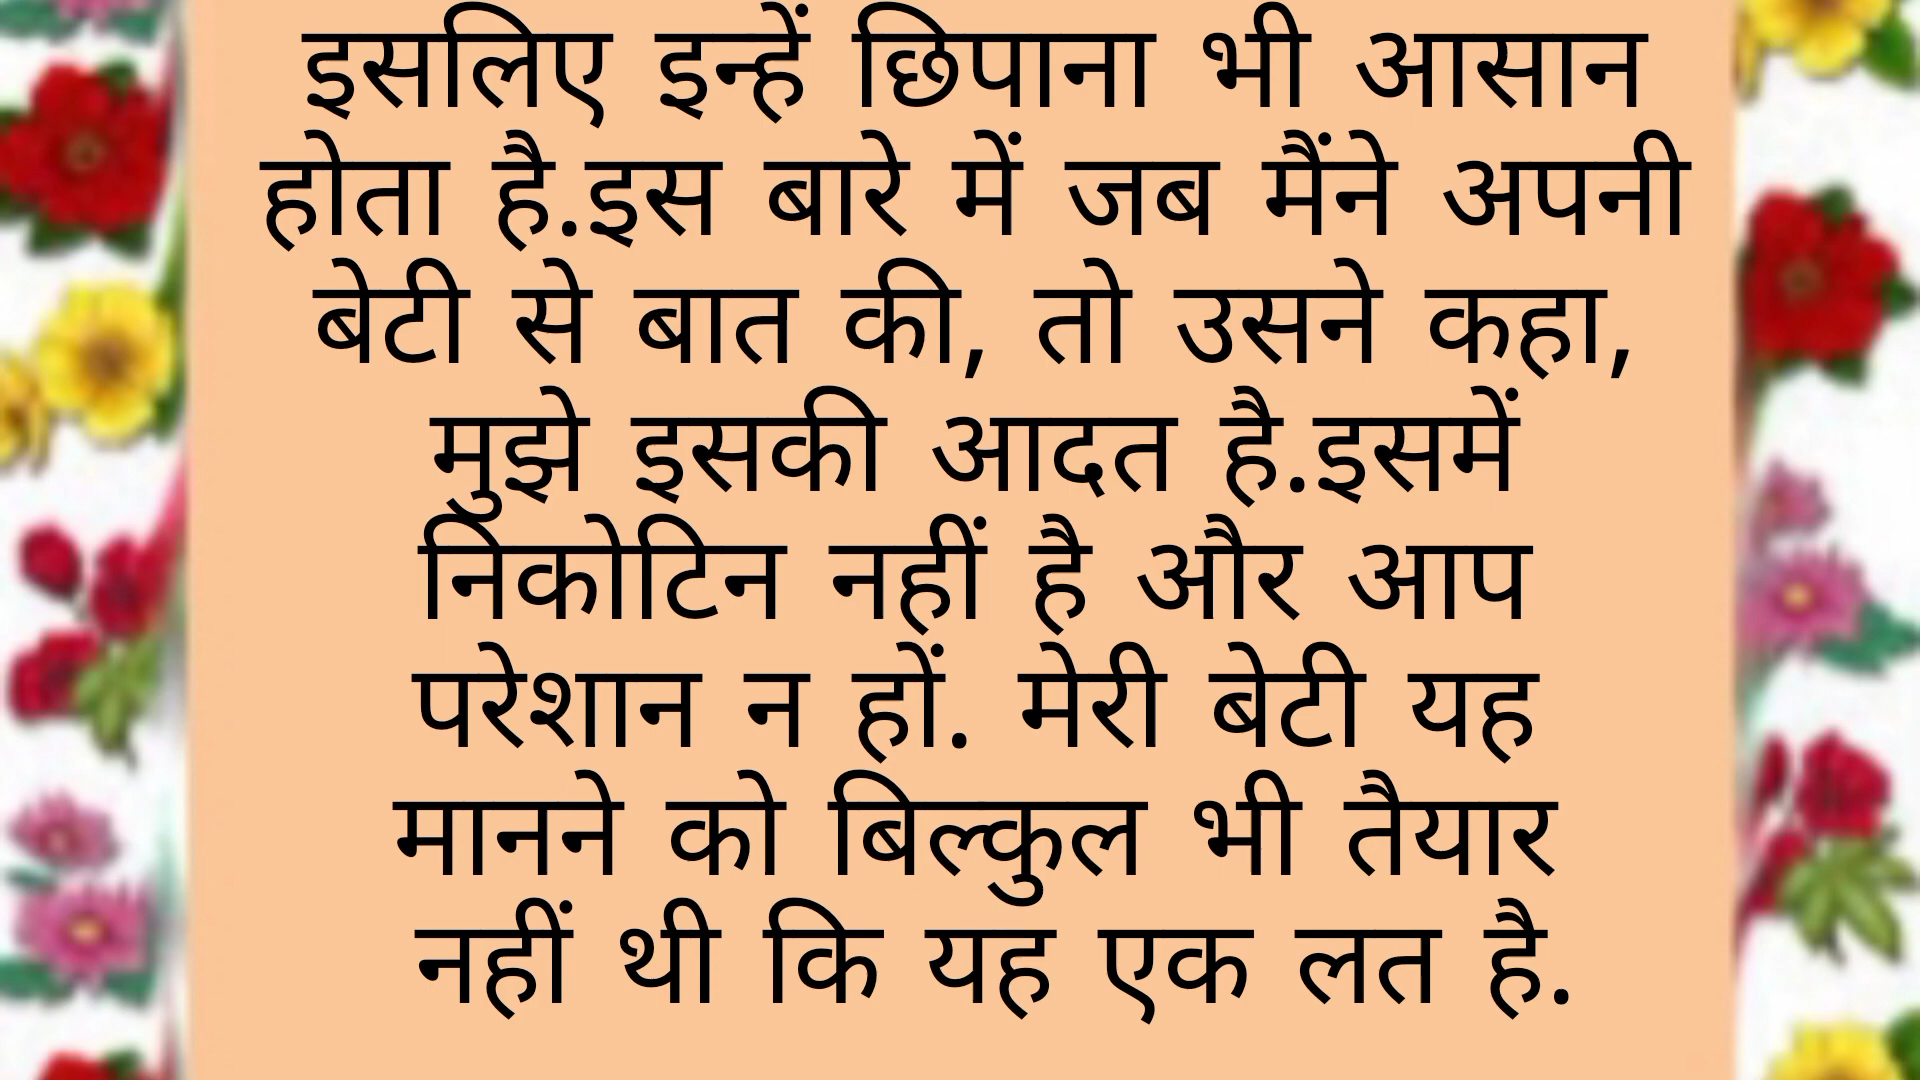 इसलिए इन्हें छिपाना भी आसान
होता है.इस बारे में जब मैंने अपनी
बेटी से बात की, तो उसने कहा,
मुझे इसकी आदत है.इसमें
निकोटिन नहीं है और आप
परेशान न हों. मेरी बेटी यह
मानने को बिल्कुल भी तैयार
नहीं थी कि यह एक लत है.